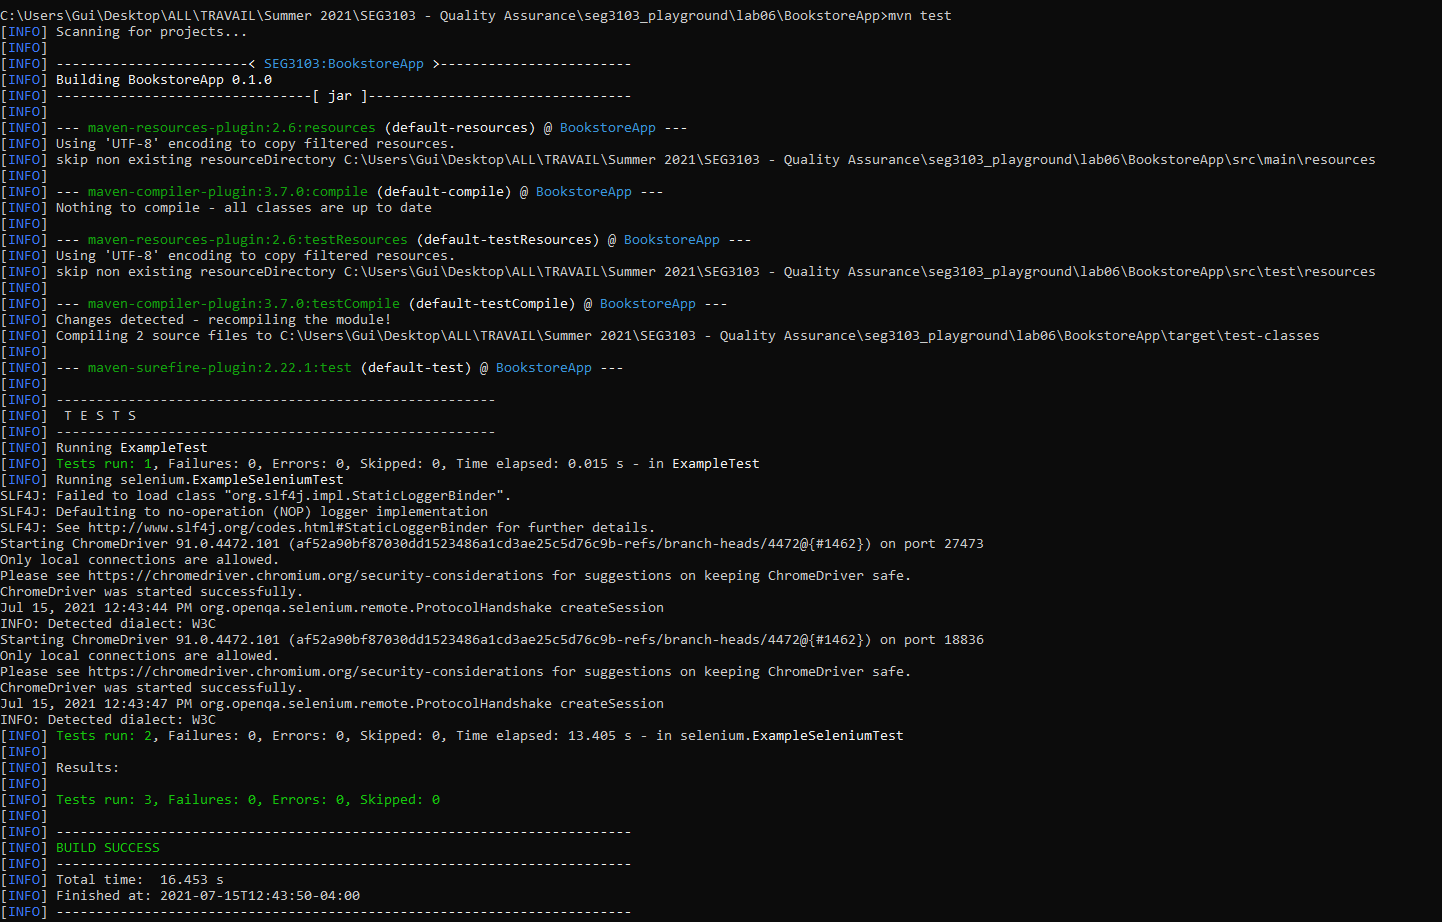 C:\Users\Gui\Desktop\ALL\TRAVAIL\Summer 2021\SEG3103 - Quality Assurance\seg3103_playground\lab06\BookstoreApp>mvn test
[INFO] Scanning for projects...
[INFO]
[INFO] ------------------------< SEG3103:BookstoreApp >------------------------
[INFO] Building BookstoreApp 0.1.0
[INFO] --------------------------------[ jar ]---------------------------------
[INFO]
[INFO] --- maven-resources-plugin:2.6:resources (default-resources) @ BookstoreApp ---
[INFO] Using 'UTF-8' encoding to copy filtered resources.
[INFO] skip non existing resourceDirectory C:\Users\Gui\Desktop\ALL\TRAVAIL\Summer 2021\SEG3103 - Quality Assurance\seg3103_playground\lab06\BookstoreApp\src\main\resources
[INFO]
[INFO] --- maven-compiler-plugin:3.7.0:compile (default-compile) @ BookstoreApp ---
[INFO] Nothing to compile - all classes are up to date
[INFO]
[INFO] --- maven-resources-plugin:2.6:testResources (default-testResources) @ BookstoreApp ---
[INFO] Using 'UTF-8' encoding to copy filtered resources.
[INFO] skip non existing resourceDirectory C:\Users\Gui\Desktop\ALL\TRAVAIL\Summer 2021\SEG3103 - Quality Assurance\seg3103_playground\lab06\BookstoreApp\src\test\resources
[INFO]
[INFO] --- maven-compiler-plugin:3.7.0:testCompile (default-testCompile) @ BookstoreApp ---
[INFO] Changes detected - recompiling the module!
[INFO] Compiling 2 source files to C:\Users\Gui\Desktop\ALL\TRAVAIL\Summer 2021\SEG3103 - Quality Assurance\seg3103_playground\lab06\BookstoreApp\target\test-classes
[INFO]
[INFO] --- maven-surefire-plugin:2.22.1:test (default-test) @ BookstoreApp ---
[INFO]
[INFO] -------------------------------------------------------
[INFO]  T E S T S
[INFO] -------------------------------------------------------
[INFO] Running ExampleTest
[INFO] Tests run: 1, Failures: 0, Errors: 0, Skipped: 0, Time elapsed: 0.015 s - in ExampleTest
[INFO] Running selenium.ExampleSeleniumTest
SLF4J: Failed to load class "org.slf4j.impl.StaticLoggerBinder".
SLF4J: Defaulting to no-operation (NOP) logger implementation
SLF4J: See http://www.slf4j.org/codes.html#StaticLoggerBinder for further details.
Starting ChromeDriver 91.0.4472.101 (af52a90bf87030dd1523486a1cd3ae25c5d76c9b-refs/branch-heads/4472@{#1462}) on port 27473
Only local connections are allowed.
Please see https://chromedriver.chromium.org/security-considerations for suggestions on keeping ChromeDriver safe.
ChromeDriver was started successfully.
Jul 15, 2021 12:43:44 PM org.openqa.selenium.remote.ProtocolHandshake createSession
INFO: Detected dialect: W3C
Starting ChromeDriver 91.0.4472.101 (af52a90bf87030dd1523486a1cd3ae25c5d76c9b-refs/branch-heads/4472@{#1462}) on port 18836
Only local connections are allowed.
Please see https://chromedriver.chromium.org/security-considerations for suggestions on keeping ChromeDriver safe.
ChromeDriver was started successfully.
Jul 15, 2021 12:43:47 PM org.openqa.selenium.remote.ProtocolHandshake createSession
INFO: Detected dialect: W3C
[INFO] Tests run: 2, Failures: 0, Errors: 0, Skipped: 0, Time elapsed: 13.405 s - in selenium.ExampleSeleniumTest
[INFO]
[INFO] Results:
[INFO]
[INFO] Tests run: 3, Failures: 0, Errors: 0, Skipped: 0
[INFO]
[INFO] ------------------------------------------------------------------------
[INFO] BUILD SUCCESS
[INFO] ------------------------------------------------------------------------
[INFO] Total time:  16.453 s
[INFO] Finished at: 2021-07-15T12:43:50-04:00
[INFO] ------------------------------------------------------------------------